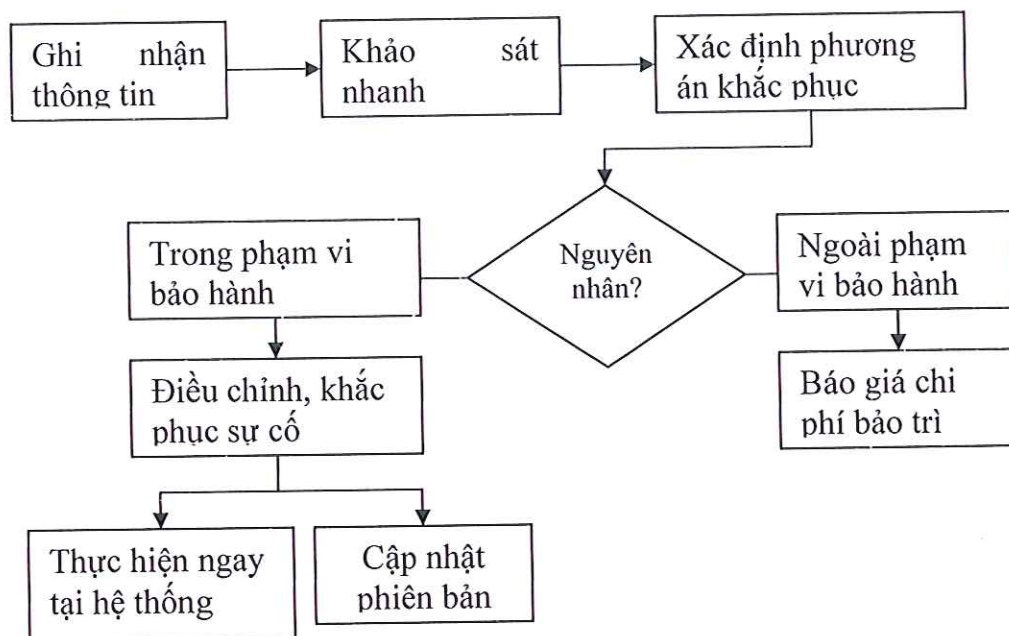 Ghi nhận
thông tin
Khảo sát
nhanh
Xác định phương
án khắc phục
Nguyên
nhân?
Trong phạm vi
bảo hành
Ngoài phạm
vi bảo hành
Điều chỉnh, khắc
phục sự cố
Báo giá chi
phí bảo trì
Thực hiện ngay
tại hệ thống
Cập nhật
phiên bản